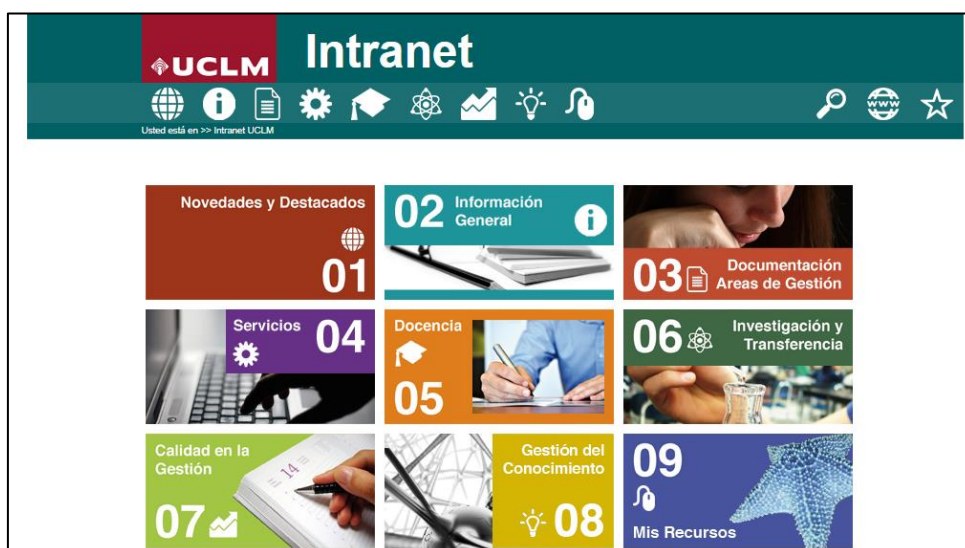 UCLM
Intranet
www
Usted está en >> Intranet UCLM
Novedades y Destacados
01
02
Información
General
03
Documentación
Areas de Gestión
Servicios
04
Docencia
05
06
Investigación y
Transferencia
Calidad en la
Gestión
14
07
Gestión del
Conocimiento
08
09
Mis Recursos